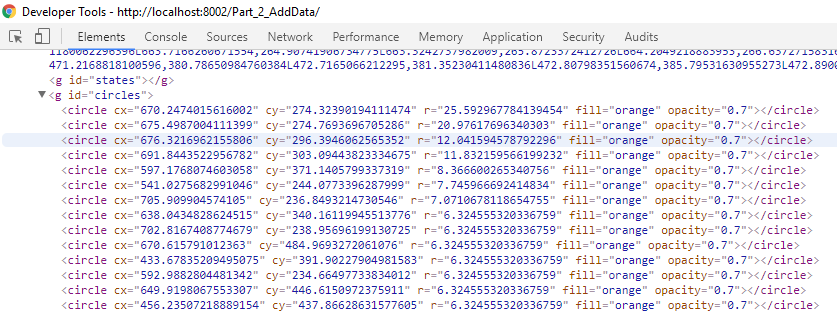 Developer Tools - http://localhost:8002/Part_2_AddData/
Elements Console Sources Network Performance Memory Application Security Audits
471.2168818100596,380.78650984760384L472.7165066212295,381.35230411480836L472.80798351560674,385.79531630955273L472.8900
<g id="states"></g>
▼<g id="circles">
<circle cx="670.2474015616002" cy="274.32390194111474" r="25.592967784139454" fill="orange" opacity="0.7"></circle>
<circle cx="675.4987004111399" cy="274.7693696705286" r="20.97617696340303" fill="orange" opacity="0.7"></circle>
<circle cx="676.3216962155806" cy="296.3946062565352" r="12.041594578792296" fill="orange" opacity="0.7"></circle>
<circle cx="691.8443522956782" cy="303.09443823334675" r="11.832159566199232" fill="orange" opacity="0.7"></circle>
<circle cx="597.1768074603058" cy="371.1405799337319" r="8.366600265340756" fill="orange" opacity="0.7"></circle>
<circle cx="541.0275682991046" cy="244.0773396287999" r="7.745966692414834" fill="orange" opacity="0.7"></circle>
<circle cx="705.909904574105" cy="236.8493214730546" r="7.0710678118654755" fill="orange" opacity="0.7"></circle>
<circle cx="638.0434828624515" cy="340.16119945513776" r="6.324555320336759" fill="orange" opacity="0.7"></circle>
<circle cx="702.8167408774679" cy="238.95696199130725" r="6.324555320336759" fill="orange" opacity="0.7"></circle>
<circle cx="670.615791012363" cy="484.9693272061076" r="6.324555320336759" fill="orange" opacity="0.7"></circle>
<circle cx="433.67835209495075" cy="391.90227904981583" r="6.324555320336759" fill="orange" opacity="0.7"></circle>
<circle cx="592.9882804481342" cy="234.66497733834012" r="6.324555320336759" fill="orange" opacity="0.7"></circle>
<circle cx="649.9198067553307" cy="446.6150972375911" r="6.324555320336759" fill="orange" opacity="0.7"></circle>
<circle cx="456.23507218889154" cy="437.86628631577605" r="6.324555320336759" fill="orange" opacity="0.7"></circle>